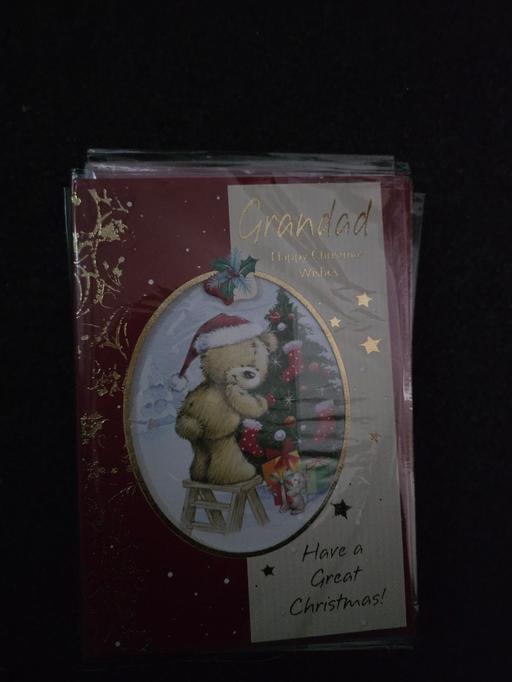 Grandad
Happy Christmas
Wishes
Have a
Great
Christmas!